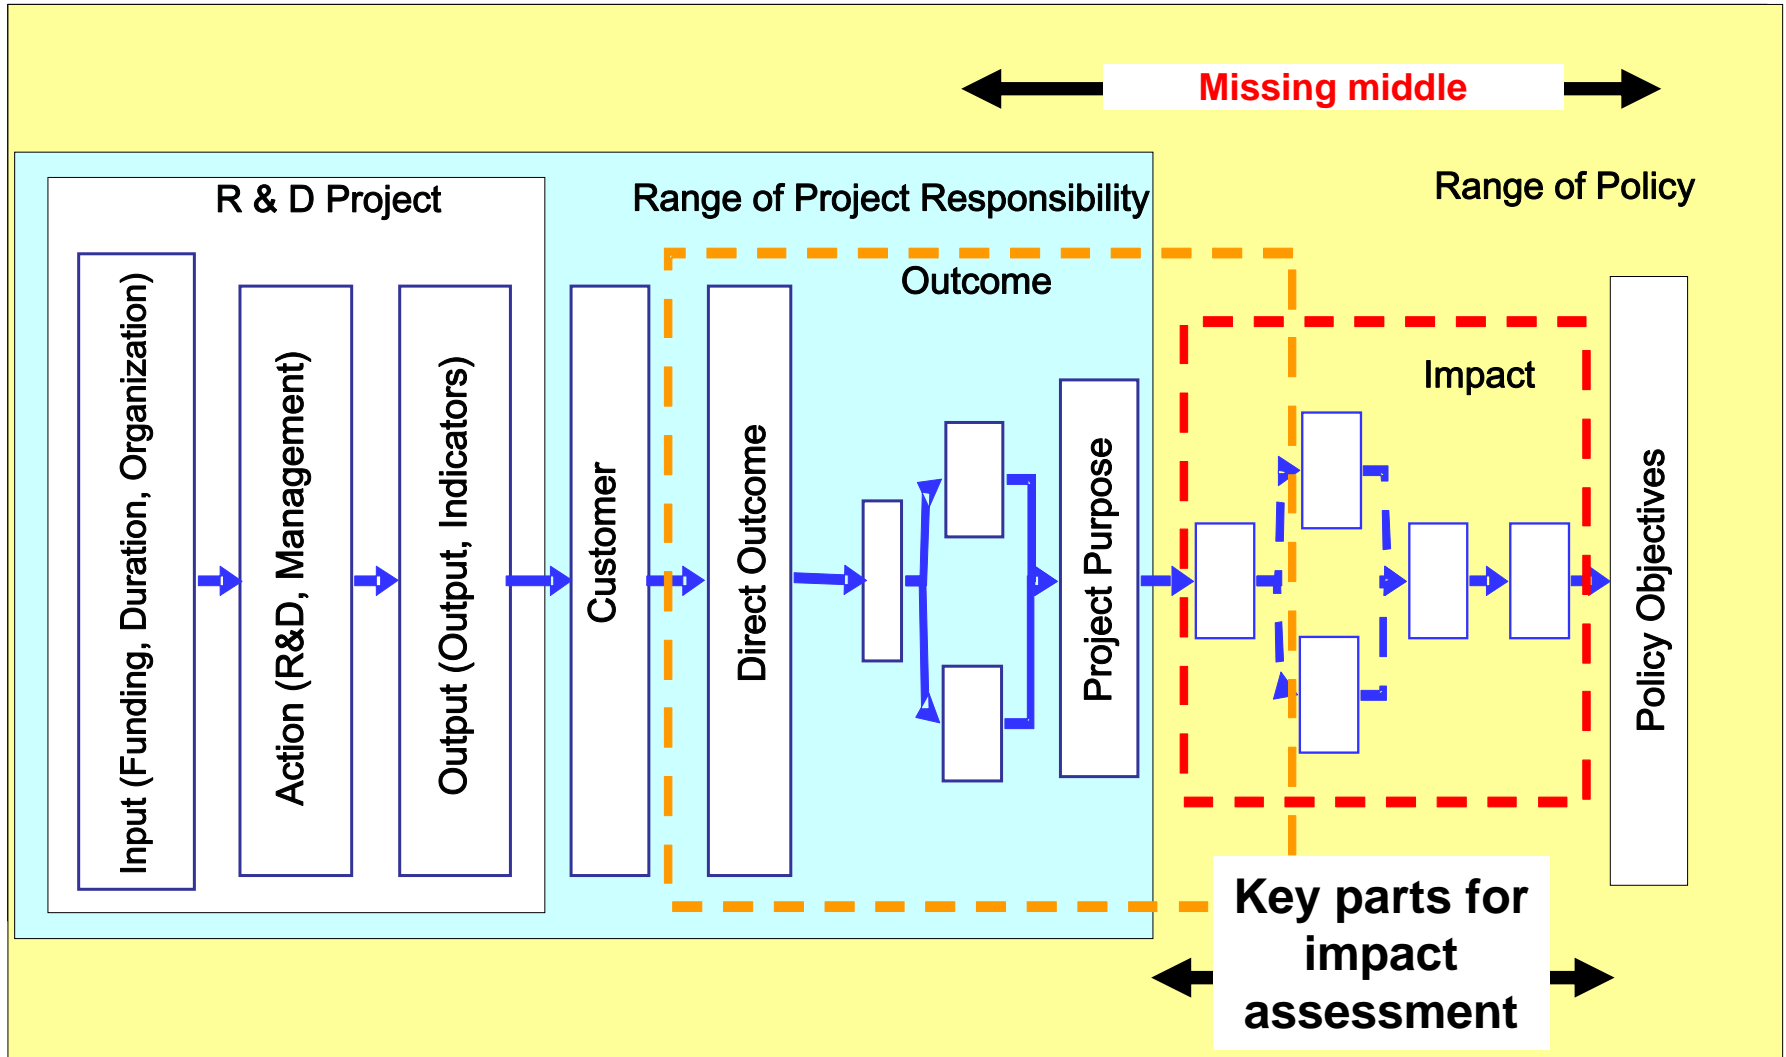 Missing middle
R & D Project
Range of Project Responsibility
Range of Policy
Outcome
Impact
Input (Funding, Duration, Organization)
Action (R&D, Management)
Output (Output, Indicators)
Customer
Direct Outcome
Project Purpose
Policy Objectives
Key parts for
impact
assessment